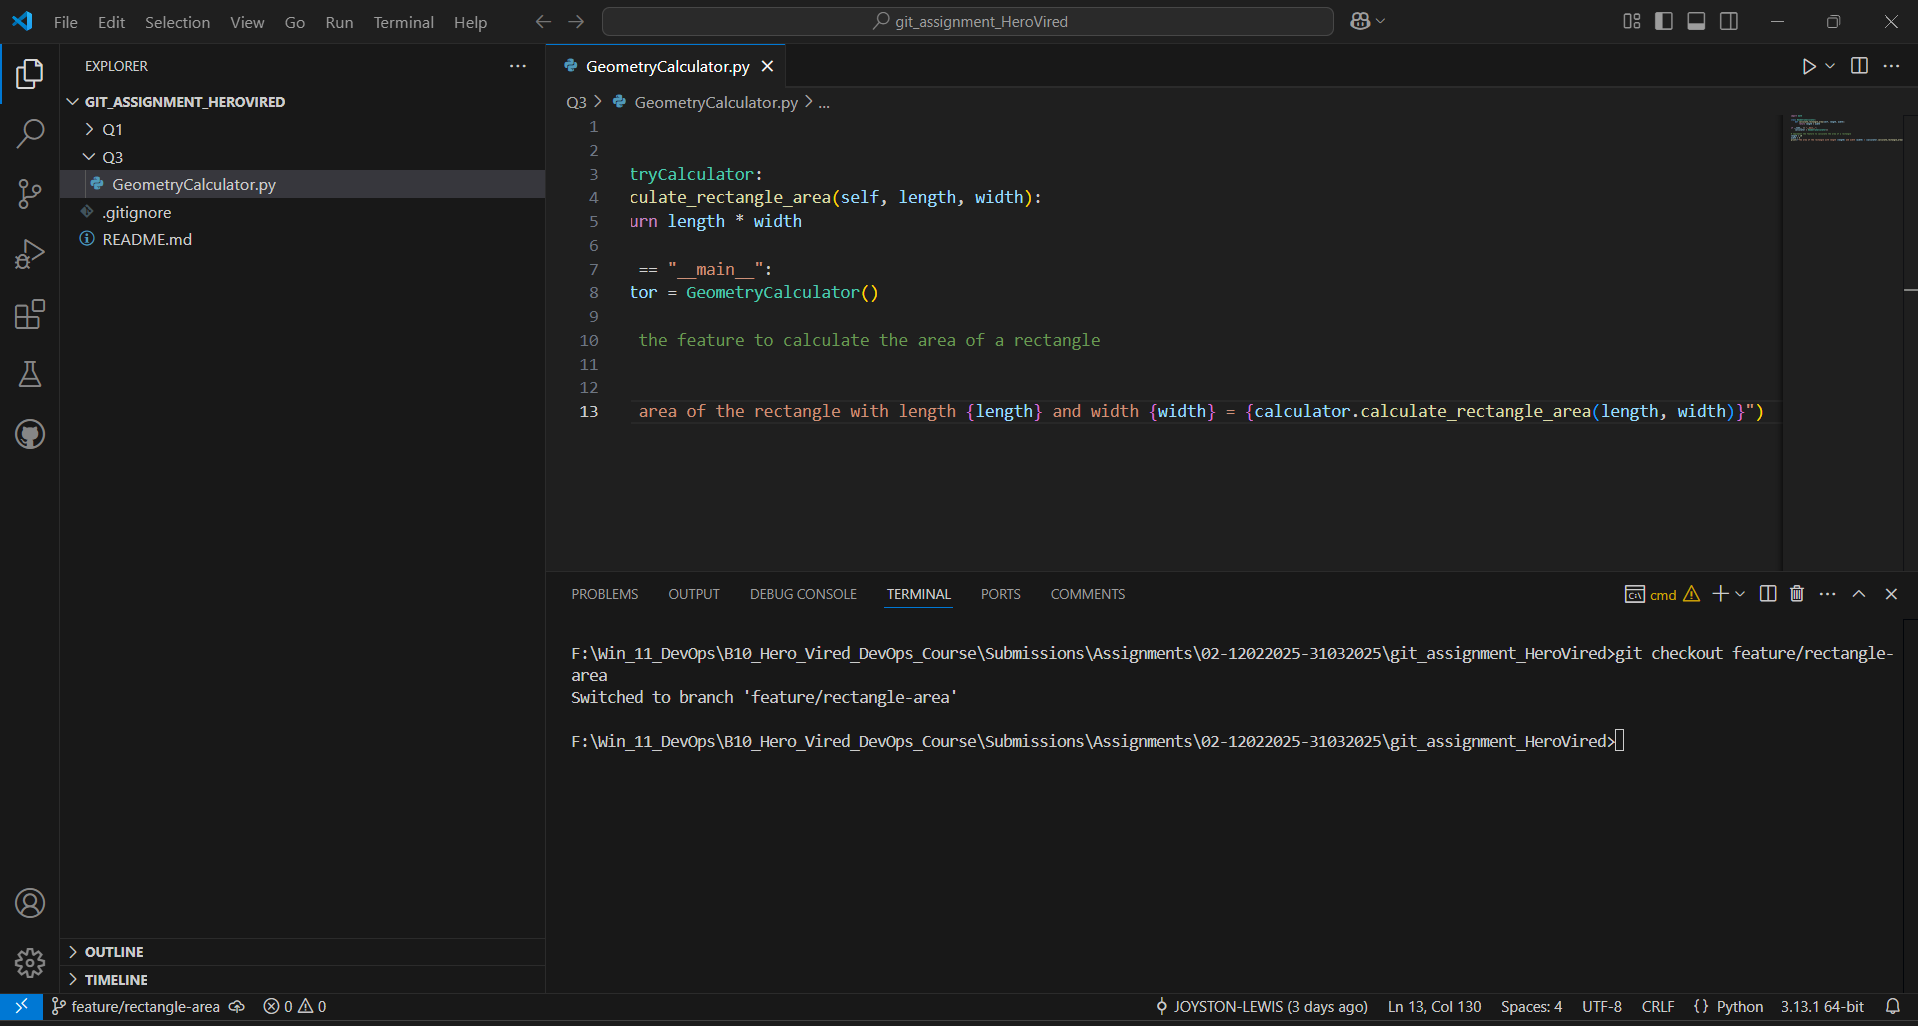 File Edit Selection View Go Run Terminal Help
git_assignment_HeroVired
EXPLORER
GIT_ASSIGNMENT_HEROVIRED
Q1
Q3
GeometryCalculator.py
.gitignore
README.md
OUTLINE
TIMELINE
GeometryCalculator.py
Q3 > GeometryCalculator.py > ...
1
2
3 tryCalculator:
4 culate_rectangle_area(self, length, width):
5 urn length * width
6
7 == "__main__":
8 tor = GeometryCalculator()
9
10 the feature to calculate the area of a rectangle
11
12
13 area of the rectangle with length {length} and width {width} = {calculator.calculate_rectangle_area(length, width)}")
PROBLEMS OUTPUT DEBUG CONSOLE TERMINAL PORTS COMMENTS
cmd
F:\Win_11_DevOps\B10_Hero_Vired_DevOps_Course\Submissions\Assignments\02-12022025-31032025\git_assignment_HeroVired>git checkout feature/rectangle-
area
Switched to branch 'feature/rectangle-area'
F:\Win_11_DevOps\B10_Hero_Vired_DevOps_Course\Submissions\Assignments\02-12022025-31032025\git_assignment_HeroVired>
feature/rectangle-area 0 0
JOYSTON-LEWIS (3 days ago) Ln 13, Col 130 Spaces: 4 UTF-8 CRLF {} Python 3.13.1 64-bit